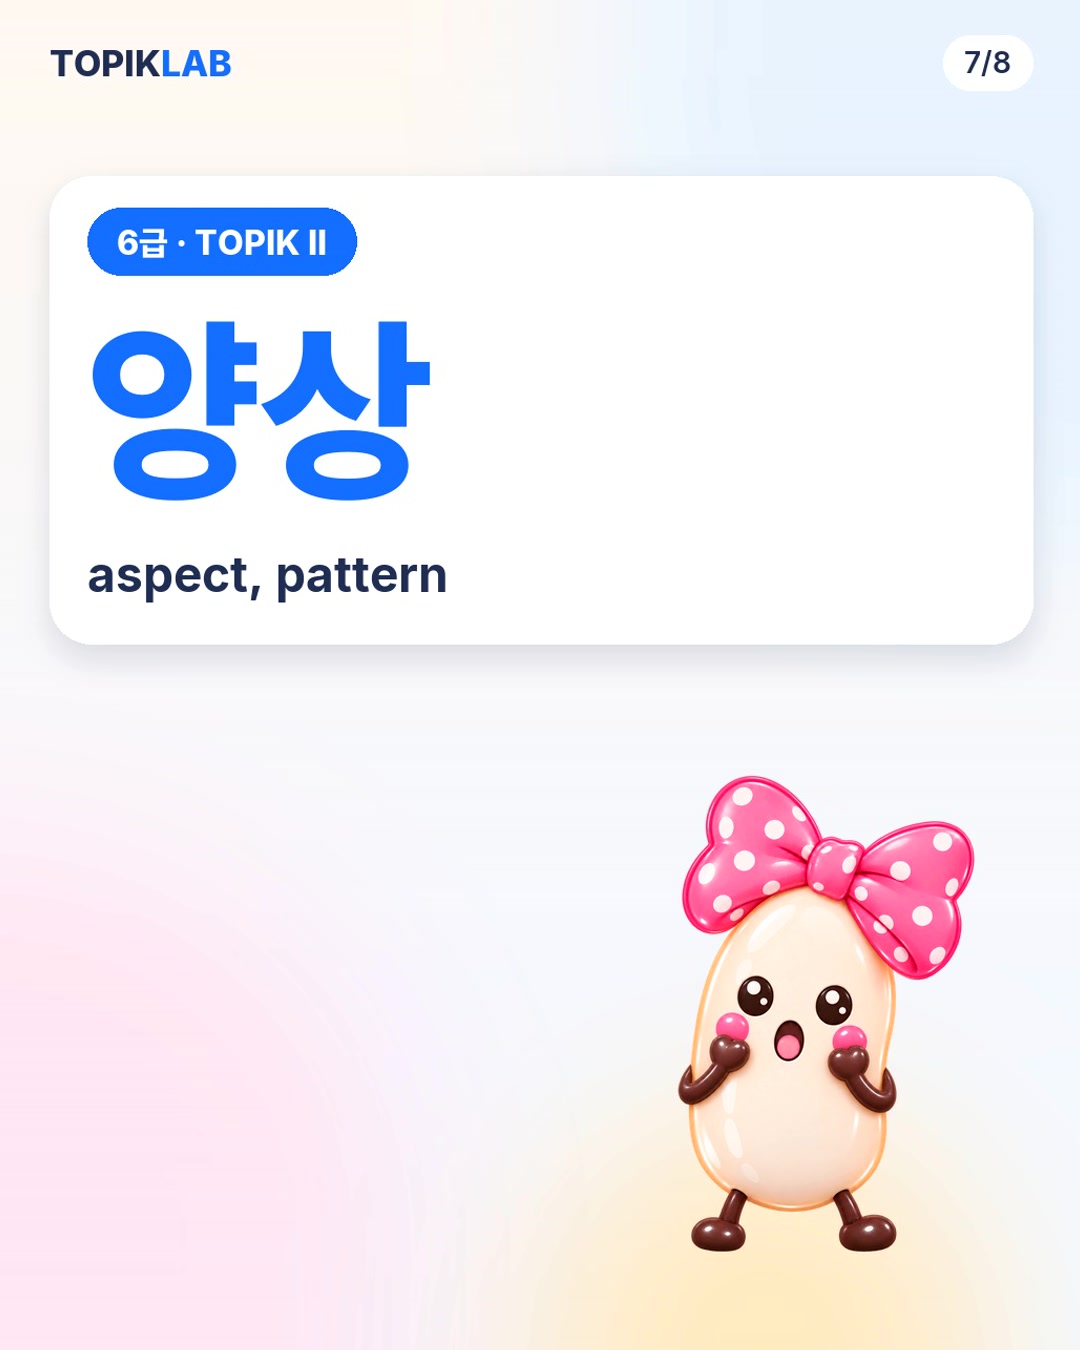 TOPIKLAB
7/8
6급 · TOPIK II
양상
aspect, pattern